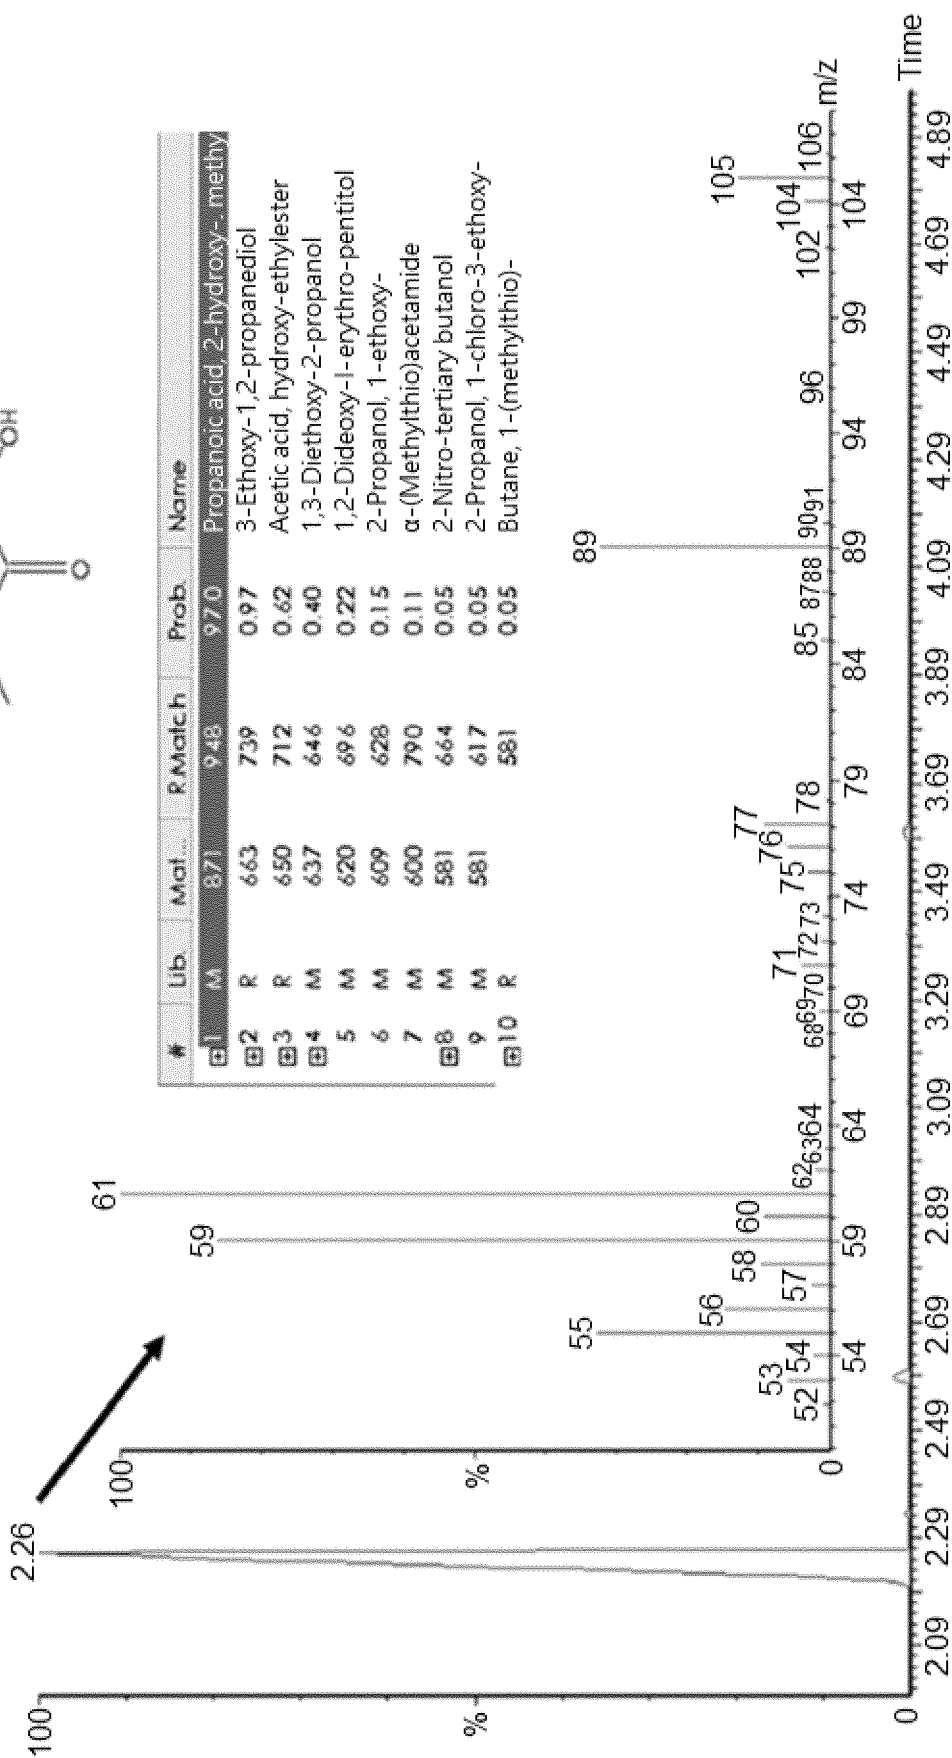 OH
O
# Lib. Mat... R.Match Prob. Name
1 M 871 948 97.0 Propanoic acid, 2-hydroxy-. methy
2 R 663 739 0.97 3-Ethoxy-1,2-propanediol
3 R 650 712 0.62 Acetic acid, hydroxy-ethylester
4 M 637 646 0.40 1,3-Diethoxy-2-propanol
5 M 620 696 0.22 1,2-Dideoxy-l-erythro-pentitol
6 M 609 628 0.15 2-Propanol, 1-ethoxy-
7 M 600 790 0.11 α-(Methylthio)acetamide
8 M 581 664 0.05 2-Nitro-tertiary butanol
9 M 581 617 0.05 2-Propanol, 1-chloro-3-ethoxy-
10 R 581 0.05 Butane, 1-(methylthio)-
100
%
0
2.26
100
%
0
52 53 54 55 56 57 58 59 60 61 62 63 64 68 69 70 71 72 73 75 76 77 78 85 87 88 89 90 91 96 102 104 105 106
54 59 64 69 74 79 84 89 94 99 104 m/z
2.09 2.29 2.49 2.69 2.89 3.09 3.29 3.49 3.69 3.89 4.09 4.29 4.49 4.69 4.89 Time